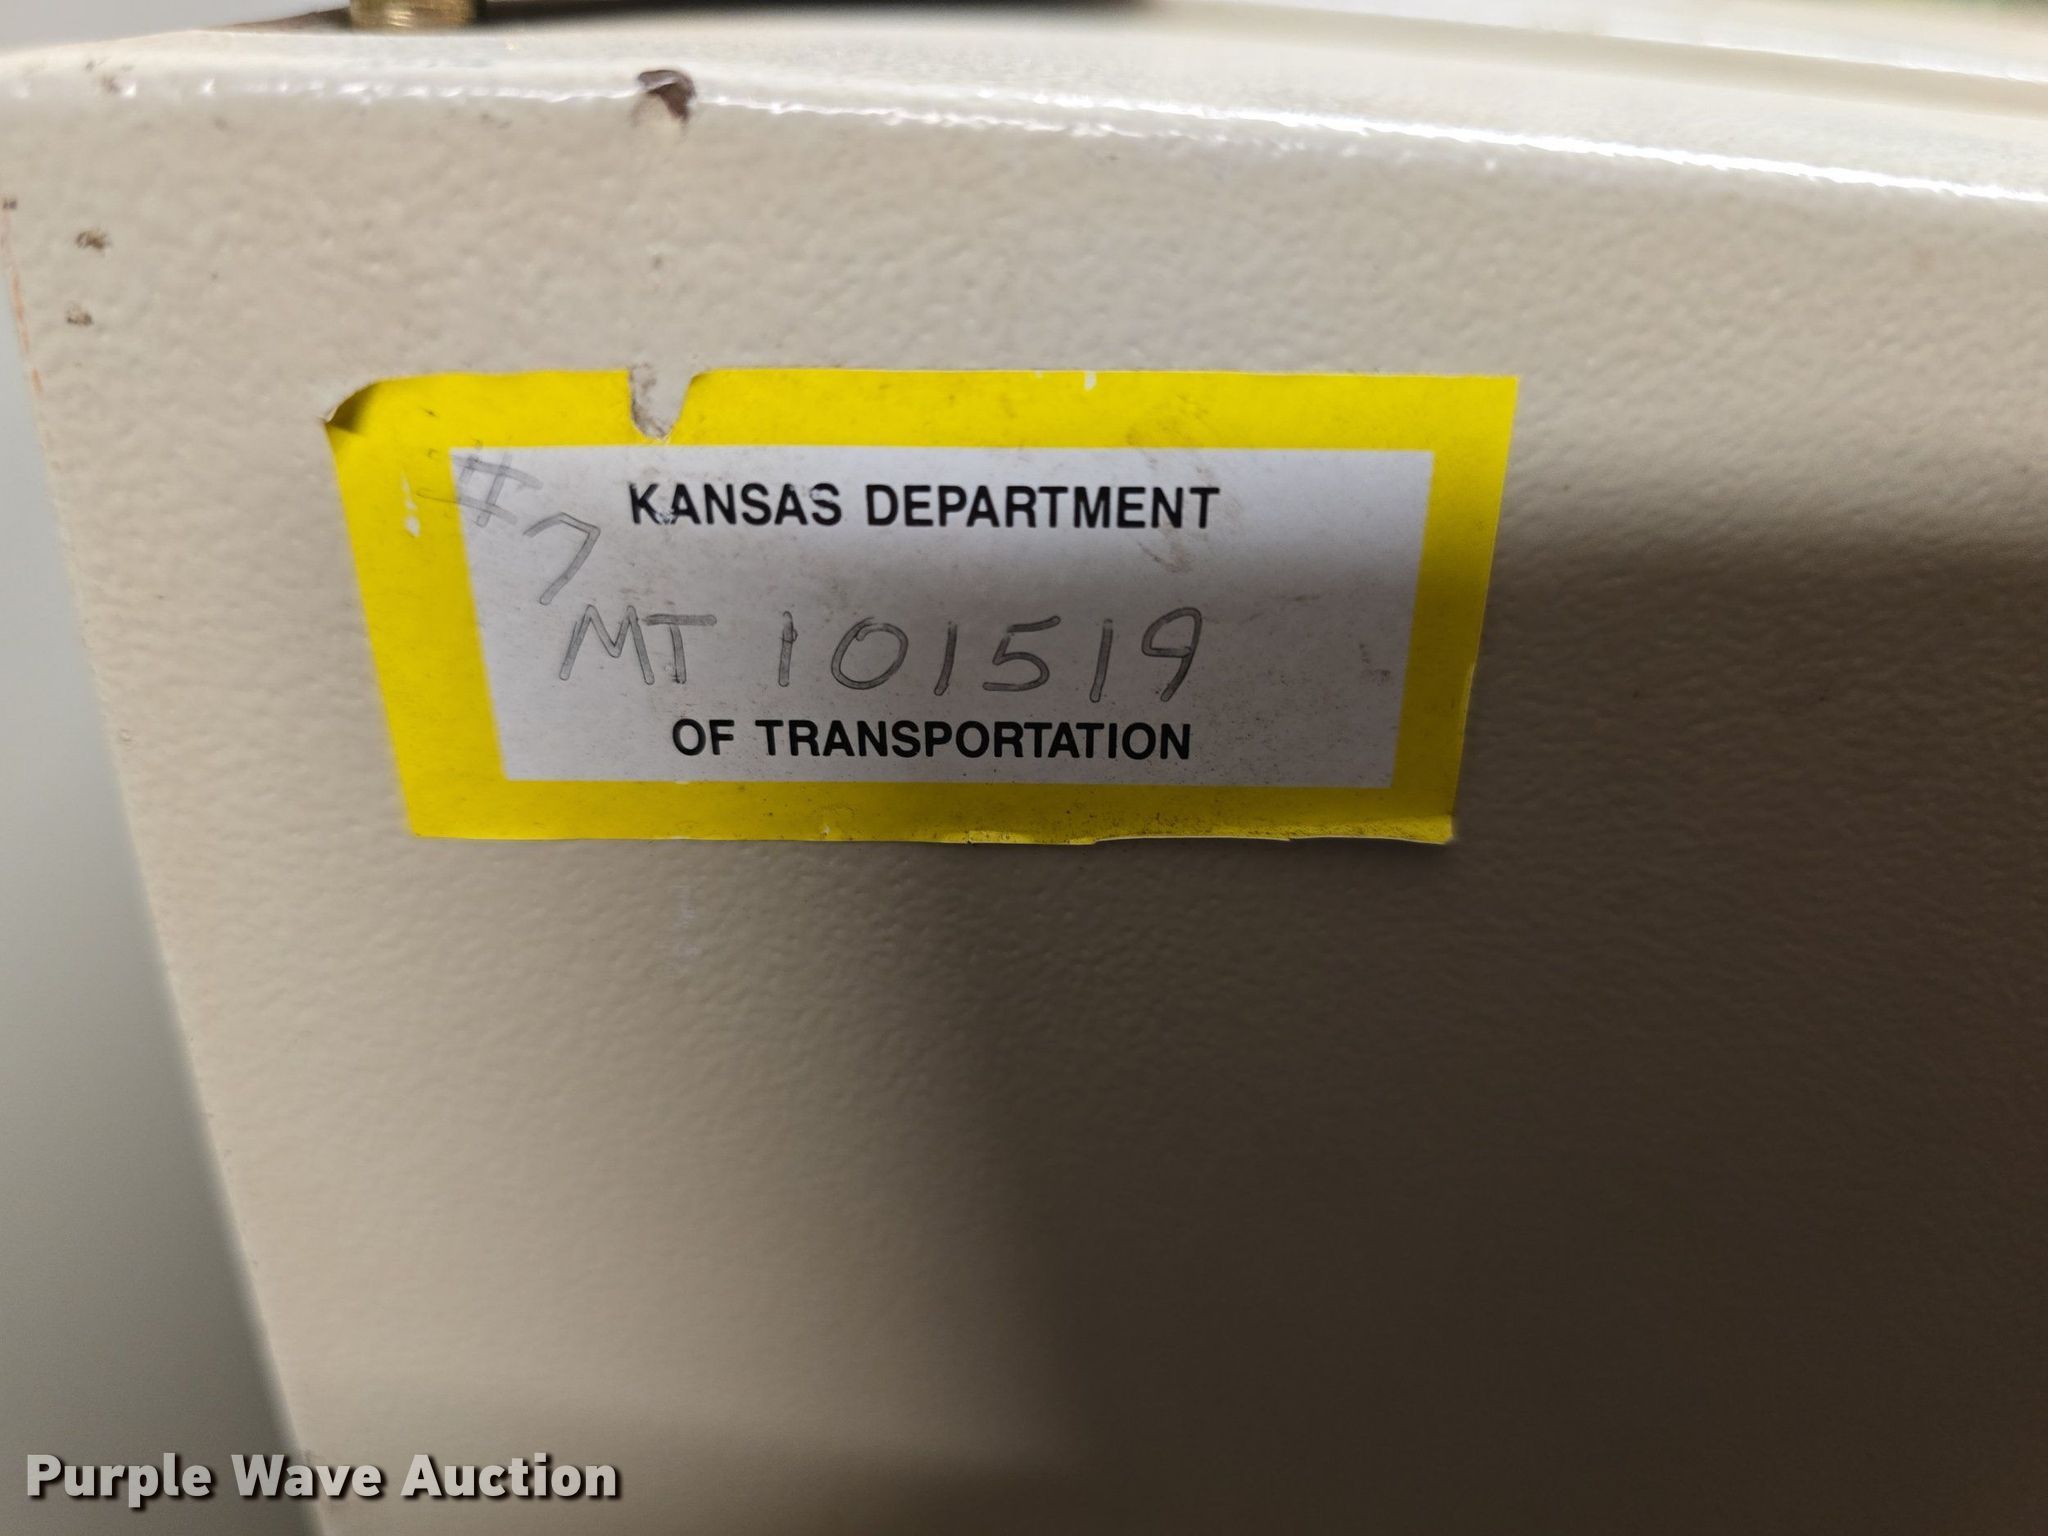 #7
KANSAS DEPARTMENT
MT 101519
OF TRANSPORTATION
Purple Wave Auction